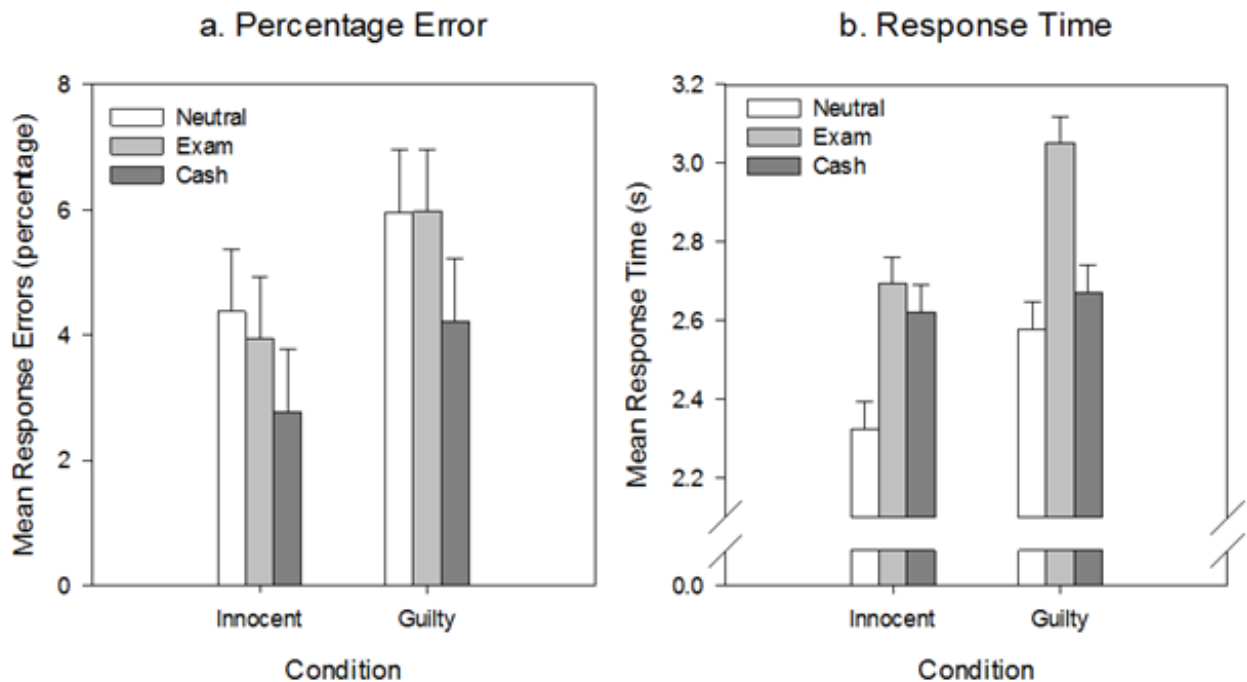 a. Percentage Error
Mean Response Errors (percentage)
8
6
4
2
0
Neutral
Exam
Cash
Innocent
Guilty
Condition
b. Response Time
Mean Response Time (s)
3.2
3.0
2.8
2.6
2.4
2.2
0.0
Neutral
Exam
Cash
Innocent
Guilty
Condition